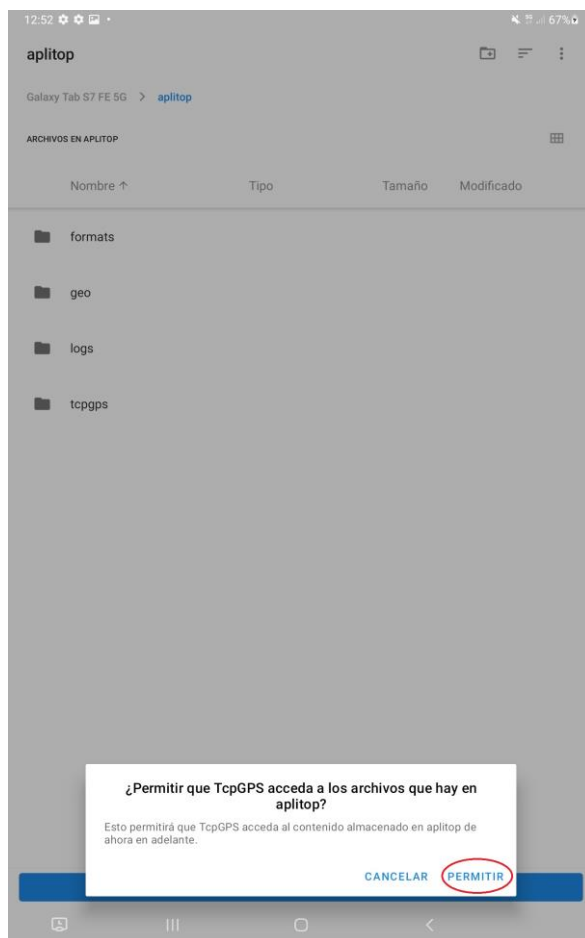 12:52 67%
aplitop
Galaxy Tab S7 FE 5G > aplitop
ARCHIVOS EN APLITOP
Nombre ↑ Tipo Tamaño Modificado
formats
geo
logs
tcpgps
¿Permitir que TcpGPS acceda a los archivos que hay en
aplitop?
Esto permitirá que TcpGPS acceda al contenido almacenado en aplitop de
ahora en adelante.
CANCELAR PERMITIR